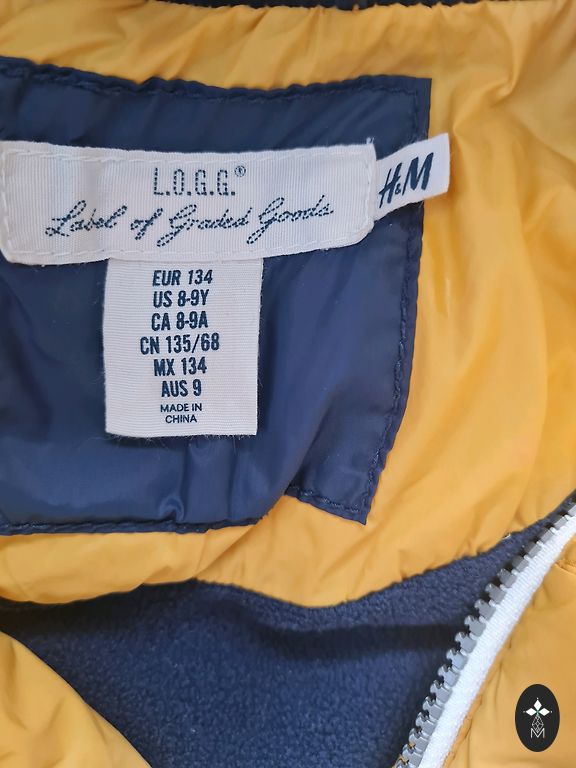 L.O.G.G.®
Label of Graded Goods
H&M
EUR 134
US 8-9Y
CA 8-9A
CN 135/68
MX 134
AUS 9
MADE IN
CHINA
M